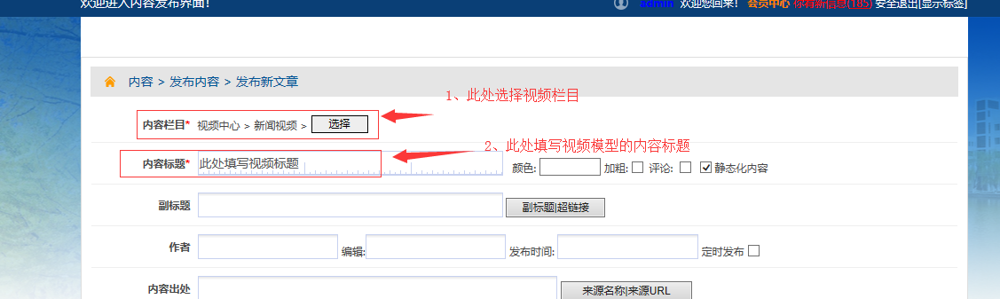 欢迎进入内容发布界面！ admin 欢迎您回来！ 会员中心 你有新信息(185) 安全退出[显示标签]
内容 > 发布内容 > 发布新文章
1、此处选择视频栏目
内容栏目* 视频中心 > 新闻视频 > 选择
2、此处填写视频模型的内容标题
内容标题* 此处填写视频标题 颜色: 加粗: 评论: 静态化内容
副标题 副标题|超链接
作者 编辑: 发布时间: 定时发布
内容出处 来源名称|来源URL